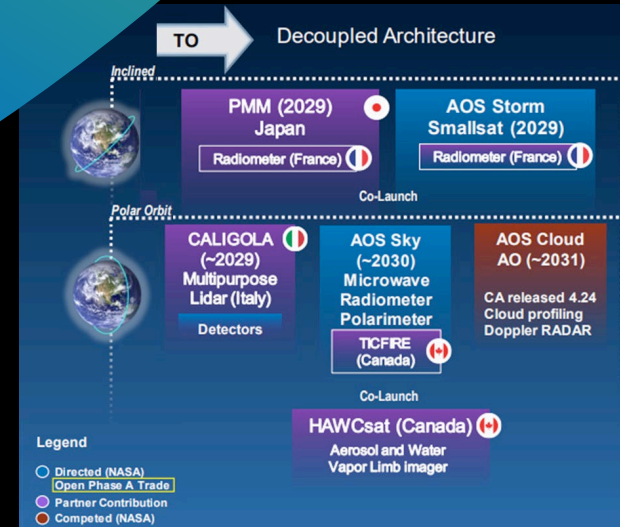 TO
Decoupled Architecture
Inclined
PMM (2029)
Japan
Radiometer (France)
AOS Storm
Smallsat (2029)
Radiometer (France)
Co-Launch
Polar Orbit
CALIGOLA
(~2029)
Multipurpose
Lidar (Italy)
Detectors
AOS Sky
(~2030)
Microwave
Radiometer
Polarimeter
TICFIRE
(Canada)
AOS Cloud
AO (~2031)
CA released 4.24
Cloud profiling
Doppler RADAR
Co-Launch
HAWCsat (Canada)
Aerosol and Water
Vapor Limb imager
Legend
Directed (NASA)
Open Phase A Trade
Partner Contribution
Competed (NASA)